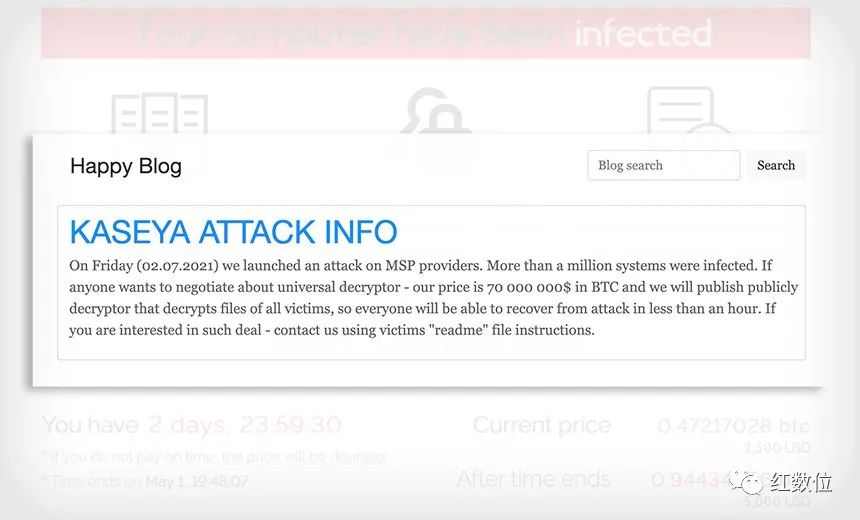 Your computer have been infected!
Happy Blog
Blog search
Search
KASEYA ATTACK INFO
On Friday (02.07.2021) we launched an attack on MSP providers. More than a million systems were infected. If
anyone wants to negotiate about universal decryptor - our price is 70 000 000$ in BTC and we will publish publicly
decryptor that decrypts files of all victims, so everyone will be able to recover from attack in less than an hour. If
you are interested in such deal - contact us using victims "readme" file instructions.
You have 2 days, 23:59:30
* If you do not pay on time, the price will be doubled
* Time ends on May 1, 19:48:07
Current price
0.47217028 btc
≈ 2,500 USD
After time ends
5,000 USD
红数位